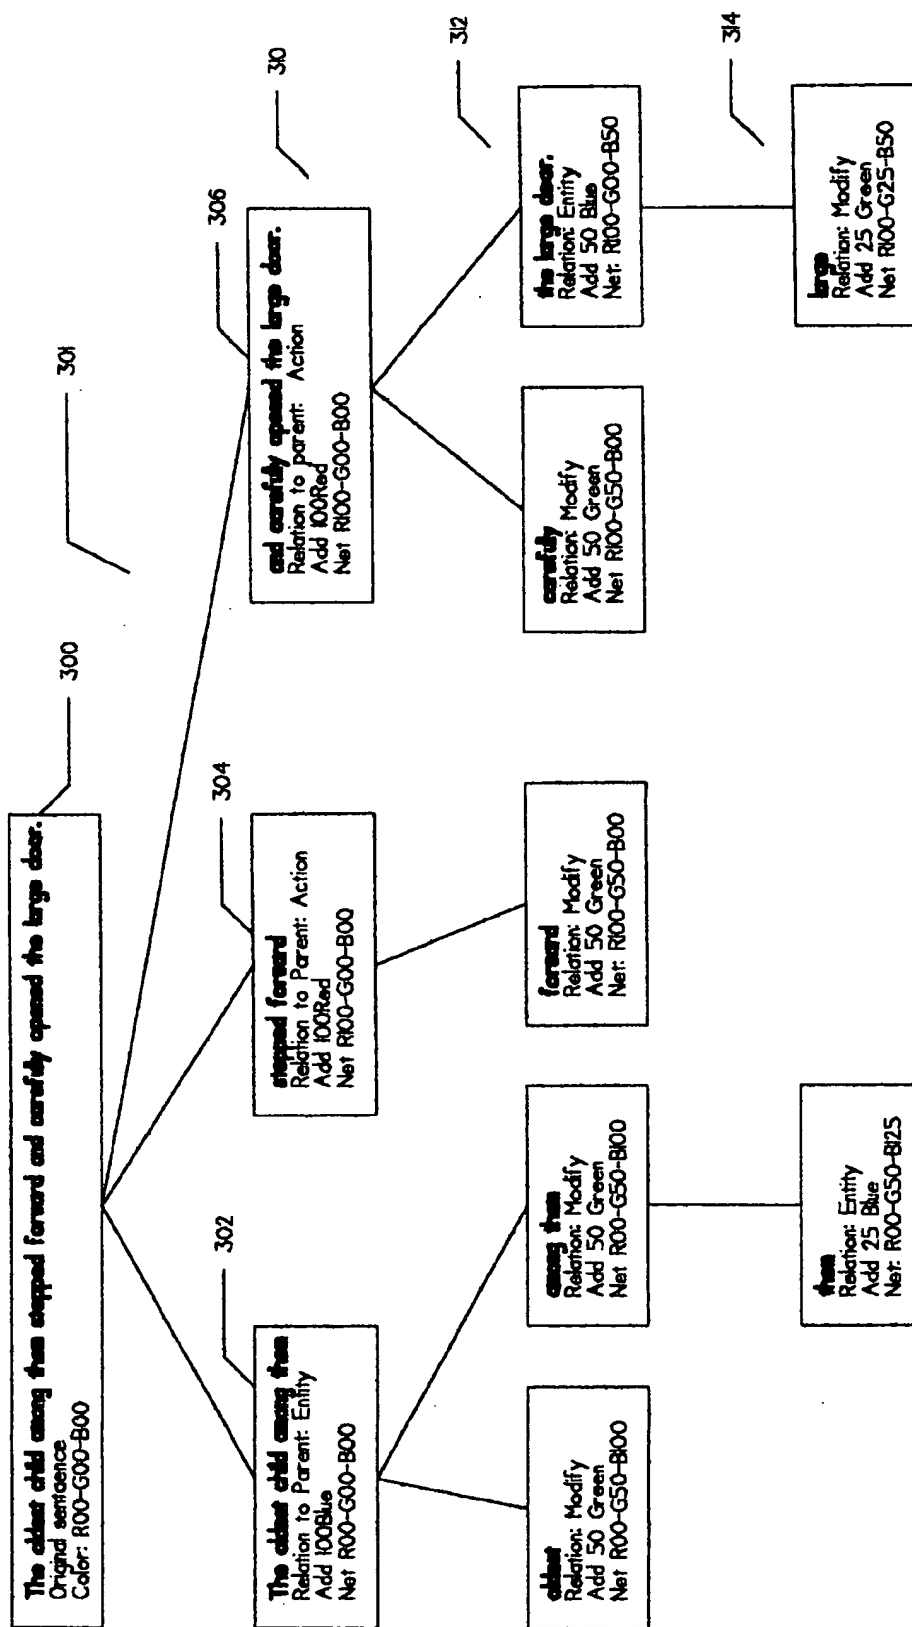 The oldest child among them stepped forward and carefully opened the large door.
Original sentaence
Color: R00-G00-B00
300
301
The oldest child among them
Relation to Parent: Entity
Add 100Blue
Net R00-G00-B00
302
stepped forward
Relation to Parent: Action
Add 100Red
Net R100-G00-B00
304
and carefully opened the large door.
Relation to parent: Action
Add 100Red
Net R100-G00-B00
306
310
oldest
Relation: Modify
Add 50 Green
Net R00-G50-B100
among them
Relation: Modify
Add 50 Green
Net R00-G50-B100
forward
Relation: Modify
Add 50 Green
Net: R100-G50-B00
carefully
Relation: Modify
Add 50 Green
Net R100-G50-B00
the large door.
Relation: Entity
Add 50 Blue
Net: R100-G00-B50
312
them
Relation: Entity
Add 25 Blue
Net: R00-G50-B125
large
Relation: Modify
Add 25 Green
Net R100-G25-B50
314